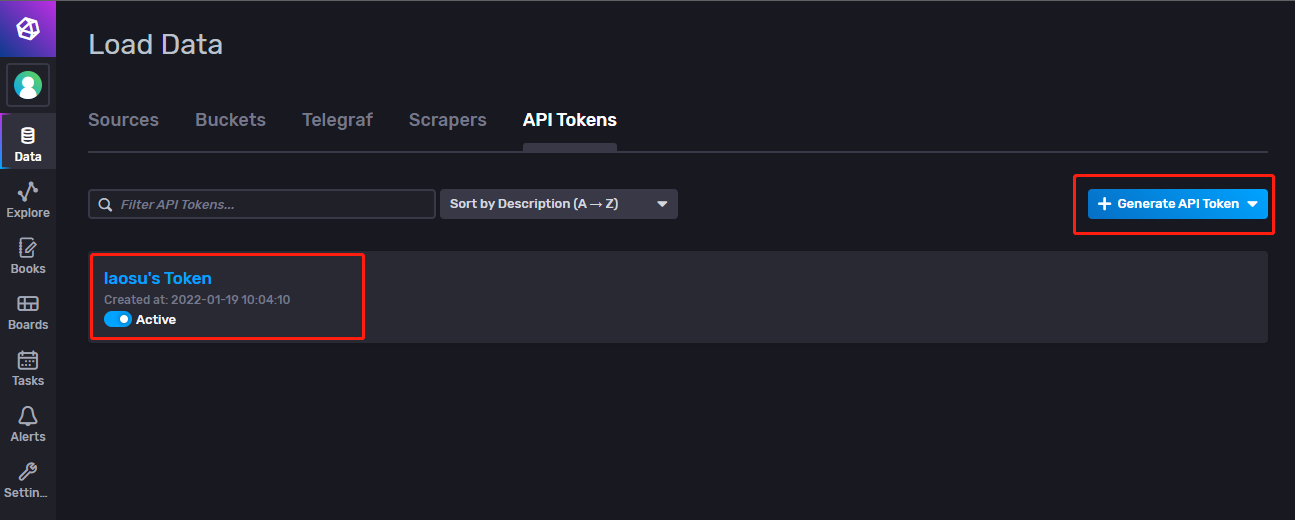 Load Data
Sources Buckets Telegraf Scrapers API Tokens
Data
Explore
Books
Boards
Tasks
Alerts
Settin...
Filter API Tokens...
Sort by Description (A → Z)
Generate API Token
laosu's Token
Created at: 2022-01-19 10:04:10
Active